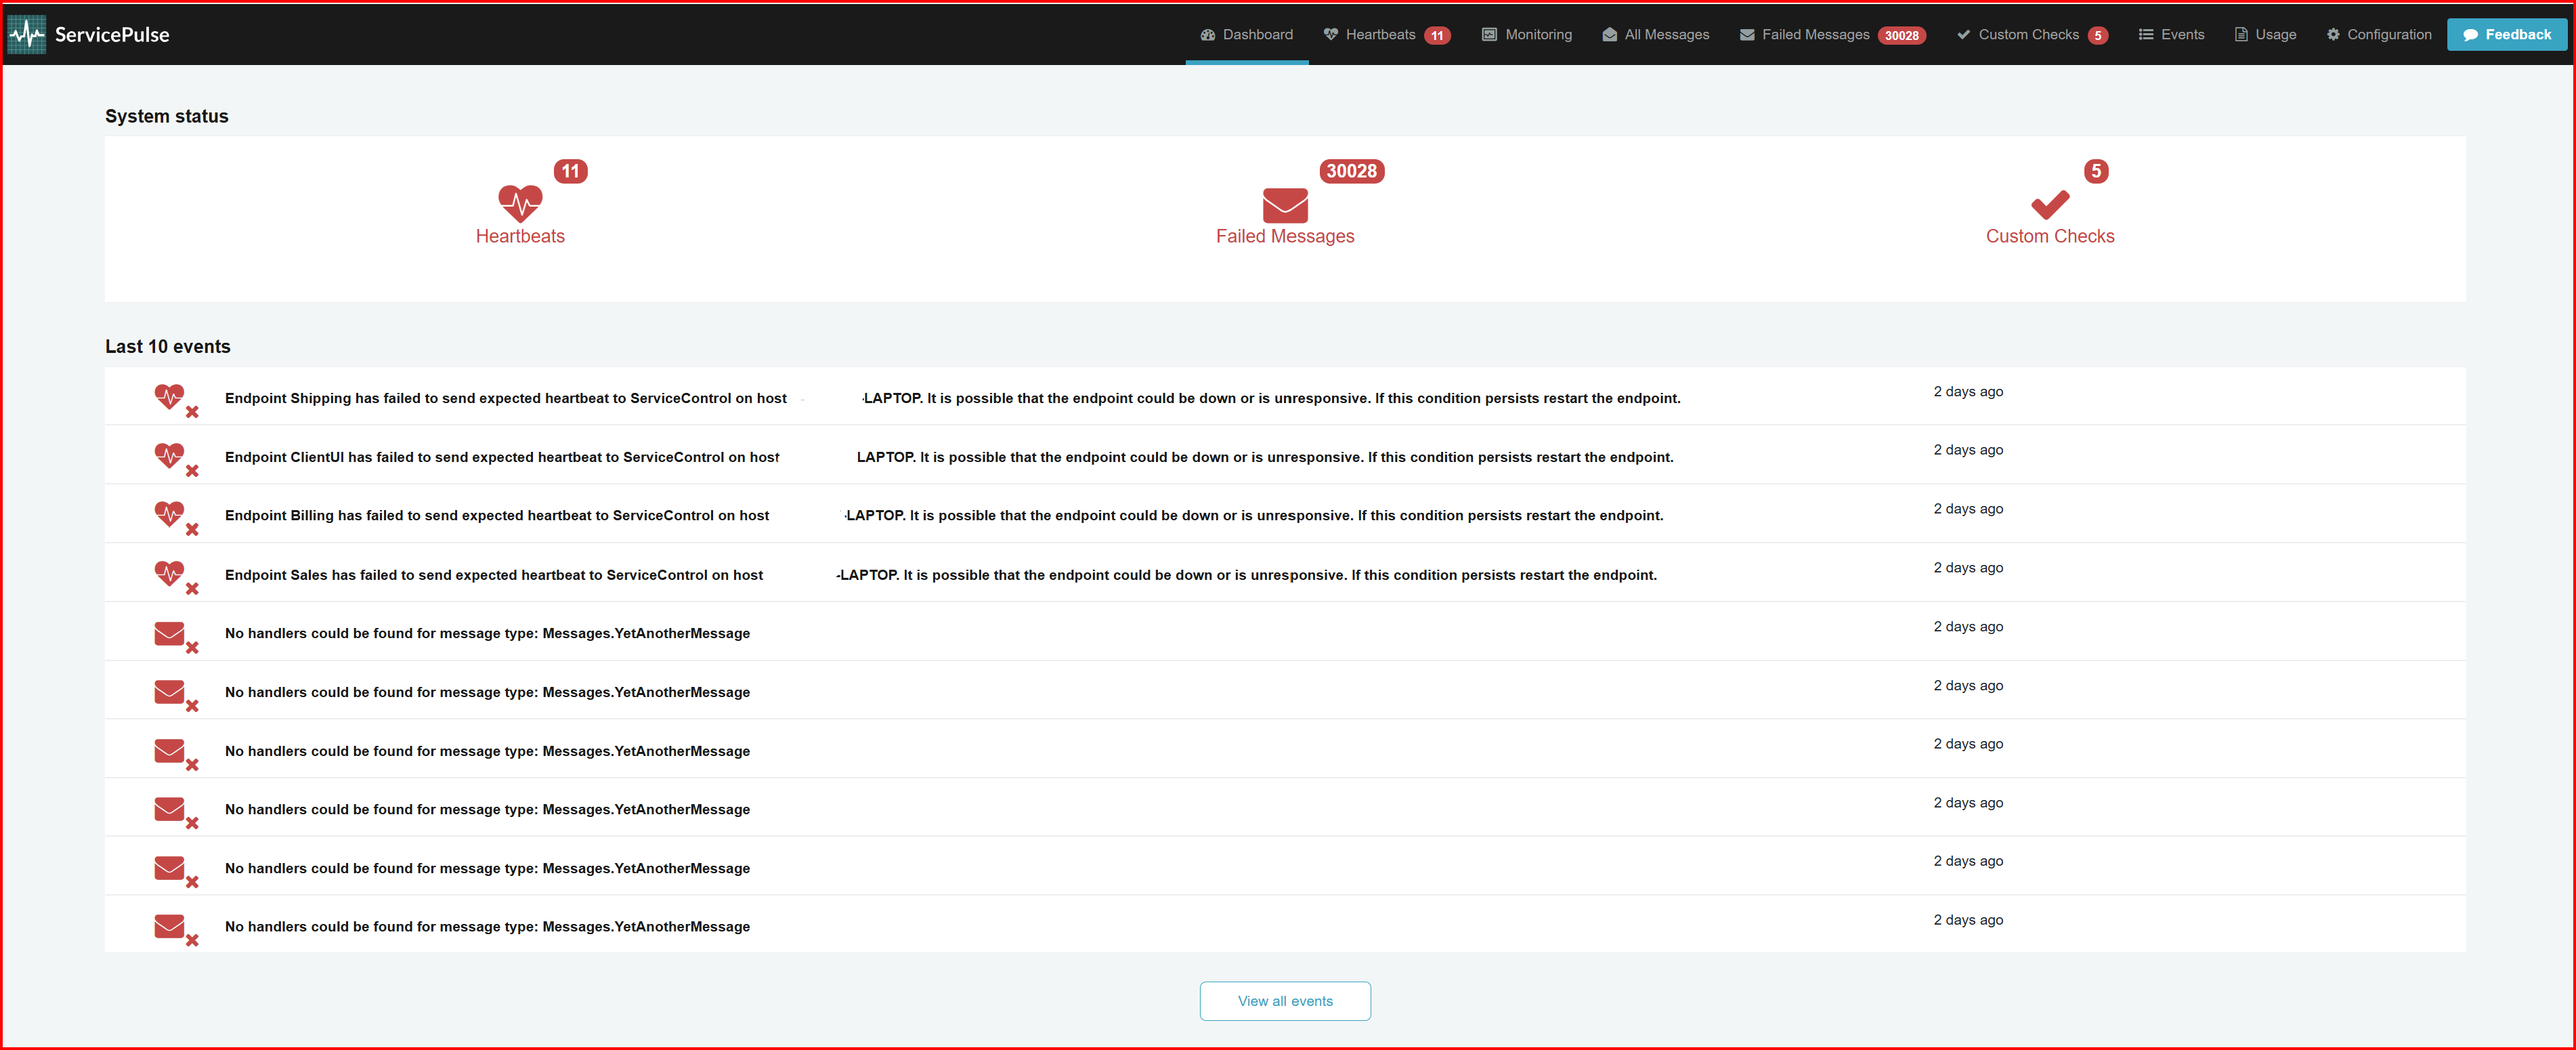 ServicePulse Dashboard Heartbeats 11 Monitoring All Messages Failed Messages 30028 Custom Checks 5 Events Usage Configuration Feedback
System status
11 30028 5
Heartbeats Failed Messages Custom Checks
Last 10 events
Endpoint Shipping has failed to send expected heartbeat to ServiceControl on host -LAPTOP. It is possible that the endpoint could be down or is unresponsive. If this condition persists restart the endpoint. 2 days ago
Endpoint ClientUI has failed to send expected heartbeat to ServiceControl on host LAPTOP. It is possible that the endpoint could be down or is unresponsive. If this condition persists restart the endpoint. 2 days ago
Endpoint Billing has failed to send expected heartbeat to ServiceControl on host -LAPTOP. It is possible that the endpoint could be down or is unresponsive. If this condition persists restart the endpoint. 2 days ago
Endpoint Sales has failed to send expected heartbeat to ServiceControl on host -LAPTOP. It is possible that the endpoint could be down or is unresponsive. If this condition persists restart the endpoint. 2 days ago
No handlers could be found for message type: Messages.YetAnotherMessage 2 days ago
No handlers could be found for message type: Messages.YetAnotherMessage 2 days ago
No handlers could be found for message type: Messages.YetAnotherMessage 2 days ago
No handlers could be found for message type: Messages.YetAnotherMessage 2 days ago
No handlers could be found for message type: Messages.YetAnotherMessage 2 days ago
No handlers could be found for message type: Messages.YetAnotherMessage 2 days ago
View all events